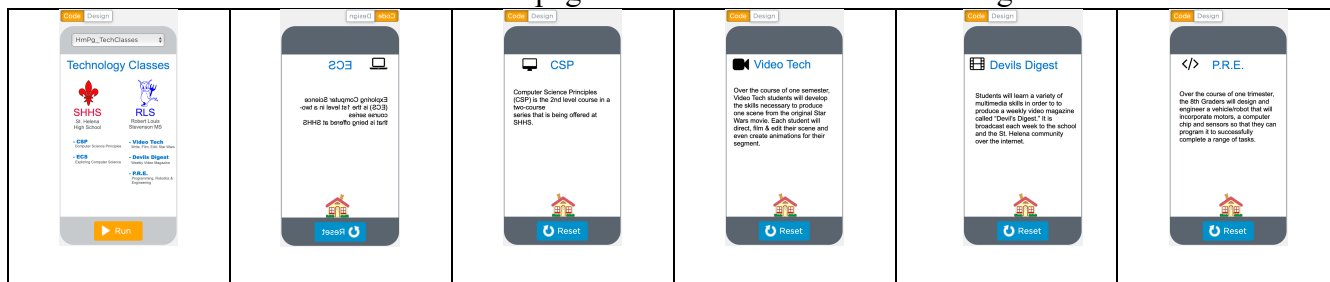 Code Design
HmPg_TechClasses
Technology Classes
SHHS
St. Helena
High School
RLS
Robert Louis
Stevenson MS
- CSP
Computer Science Principles
- ECS
Exploring Computer Science
- Video Tech
Write, Film, Edit: Star Wars
- Devils Digest
Weekly Video Magazine
- P.R.E.
Programming, Robotics &
Engineering
Run
Code Design
ECS
Exploring Computer Science
(ECS) is the 1st level in a two-
course series
that is being offered at SHHS
Reset
Code Design
CSP
Computer Science Principles
(CSP) is the 2nd level course in a
two-course
series that is being offered at
SHHS.
Reset
Code Design
Video Tech
Over the course of one semester,
Video Tech students will develop
the skills necessary to produce
one scene from the original Star
Wars movie. Each student will
direct, film & edit their scene and
even create animations for their
segment.
Reset
Code Design
Devils Digest
Students will learn a variety of
multimedia skills in order to to
produce a weekly video magazine
called "Devil's Digest." It is
broadcast each week to the school
and the St. Helena community
over the internet.
Reset
Code Design
P.R.E.
Over the course of one trimester,
the 8th Graders will design and
engineer a vehicle/robot that will
incorporate motors, a computer
chip and sensors so that they can
program it to successfully
complete a range of tasks.
Reset